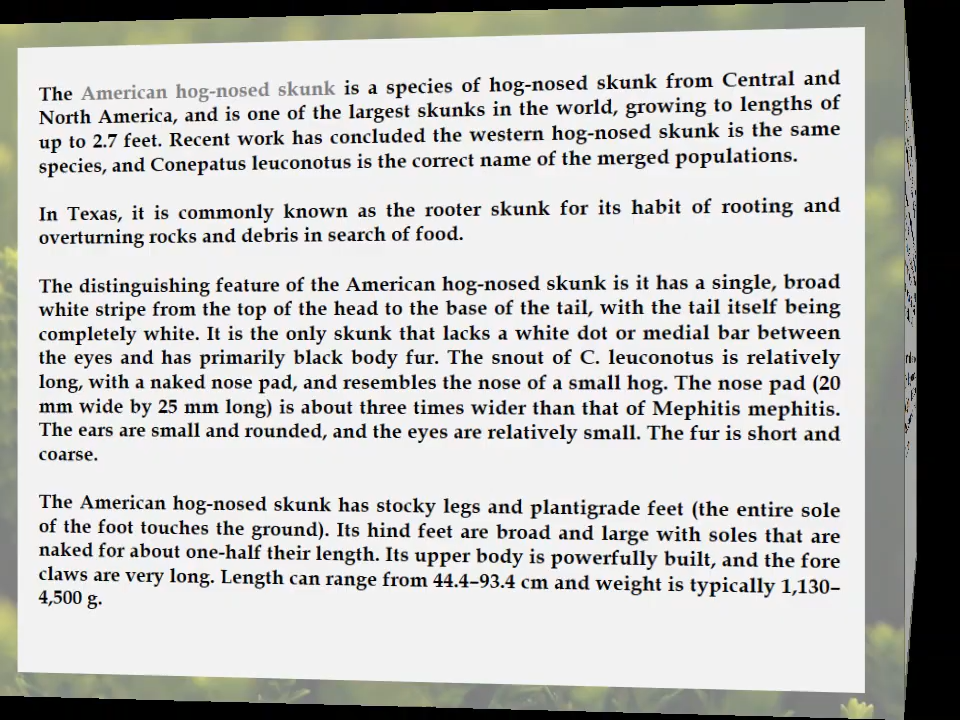 The American hog-nosed skunk is a species of hog-nosed skunk from Central and
North America, and is one of the largest skunks in the world, growing to lengths of
up to 2.7 feet. Recent work has concluded the western hog-nosed skunk is the same
species, and Conepatus leuconotus is the correct name of the merged populations.
In Texas, it is commonly known as the rooter skunk for its habit of rooting and
overturning rocks and debris in search of food.
The distinguishing feature of the American hog-nosed skunk is it has a single, broad
white stripe from the top of the head to the base of the tail, with the tail itself being
completely white. It is the only skunk that lacks a white dot or medial bar between
the eyes and has primarily black body fur. The snout of C. leuconotus is relatively
long, with a naked nose pad, and resembles the nose of a small hog. The nose pad (20
mm wide by 25 mm long) is about three times wider than that of Mephitis mephitis.
The ears are small and rounded, and the eyes are relatively small. The fur is short and
coarse.
The American hog-nosed skunk has stocky legs and plantigrade feet (the entire sole
of the foot touches the ground). Its hind feet are broad and large with soles that are
naked for about one-half their length. Its upper body is powerfully built, and the fore
claws are very long. Length can range from 44.4–93.4 cm and weight is typically 1,130–
4,500 g.